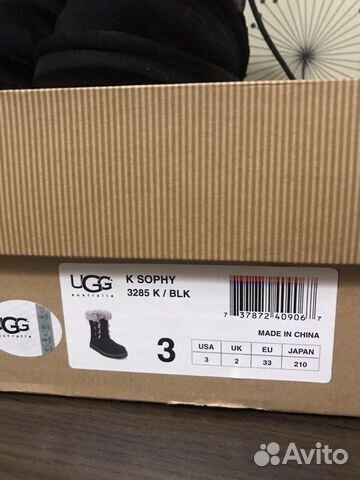 UGG
australia
K SOPHY
3285 K / BLK
7 37872 40906 7
MADE IN CHINA
3
USA UK EU JAPAN
3 2 33 210
UGG
australia
Avito